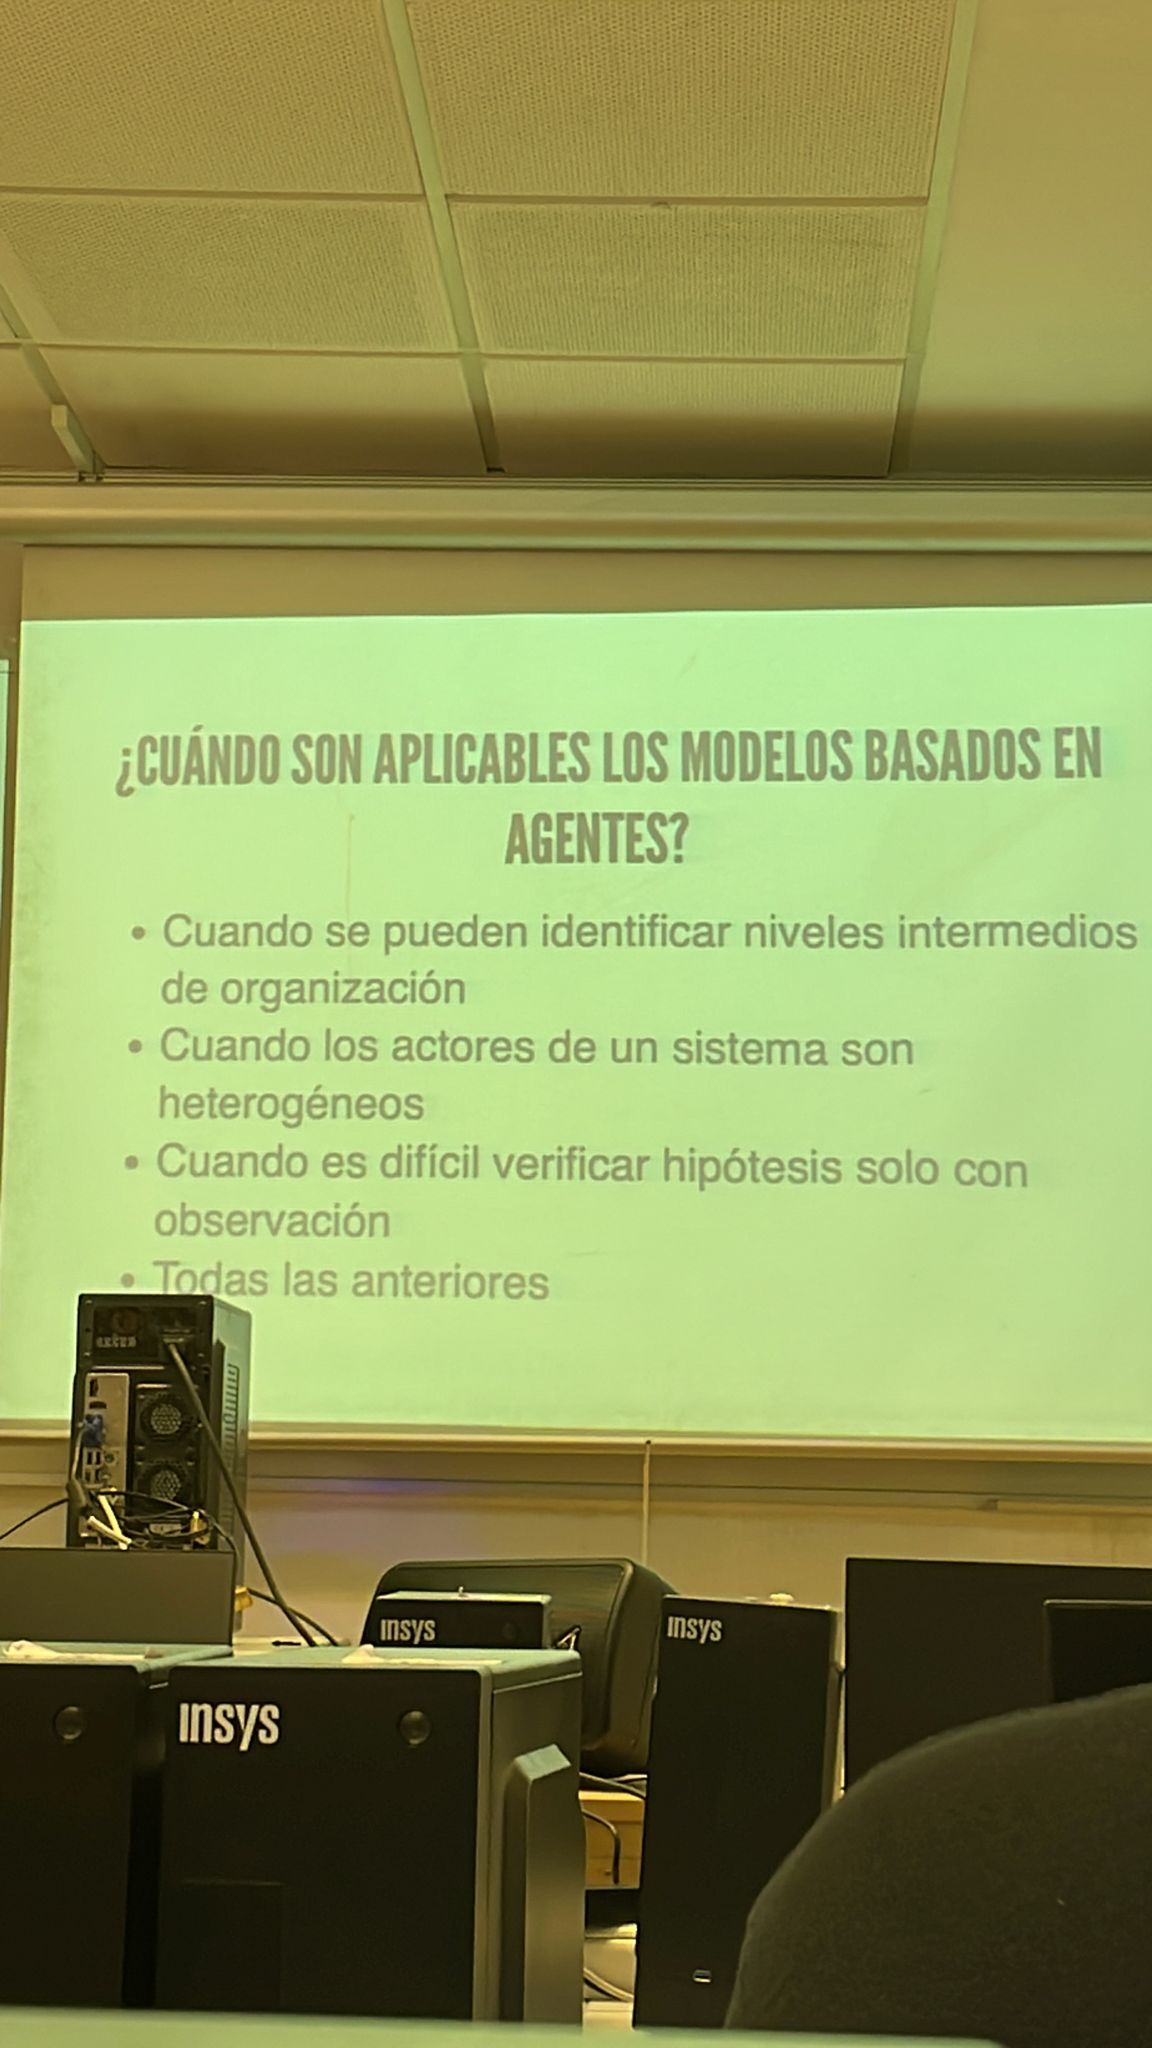 ¿CUÁNDO SON APLICABLES LOS MODELOS BASADOS EN
AGENTES?
• Cuando se pueden identificar niveles intermedios
de organización
• Cuando los actores de un sistema son
heterogéneos
• Cuando es difícil verificar hipótesis solo con
observación
• Todas las anteriores
insys
insys
insys